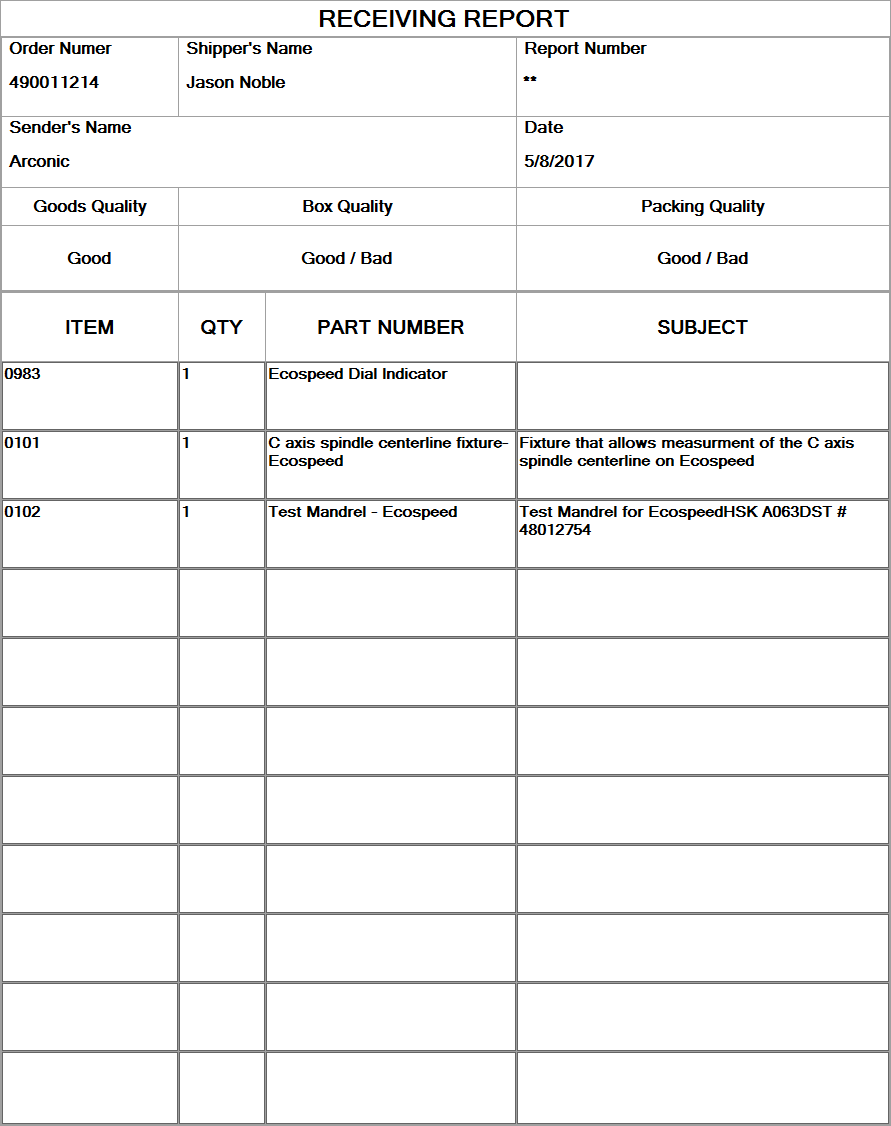 RECEIVING REPORT
Order Numer
Shipper's Name
Report Number
490011214
Jason Noble
**
Sender's Name
Date
Arconic
5/8/2017
Goods Quality
Box Quality
Packing Quality
Good
Good / Bad
Good / Bad
ITEM
QTY
PART NUMBER
SUBJECT
0983
1
Ecospeed Dial Indicator
0101
1
C axis spindle centerline fixture-
Ecospeed
Fixture that allows measurment of the C axis
spindle centerline on Ecospeed
0102
1
Test Mandrel - Ecospeed
Test Mandrel for EcospeedHSK A063DST #
48012754